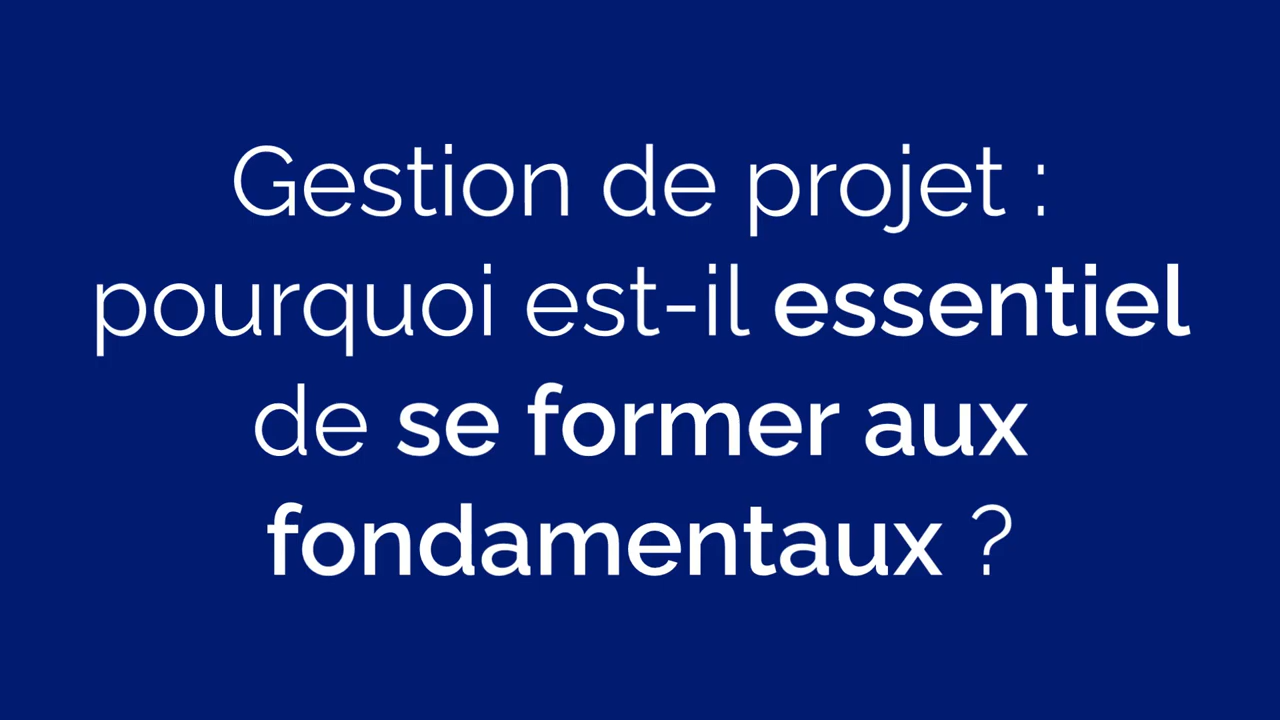 Gestion de projet :
pourquoi est-il essentiel
de se former aux
fondamentaux ?